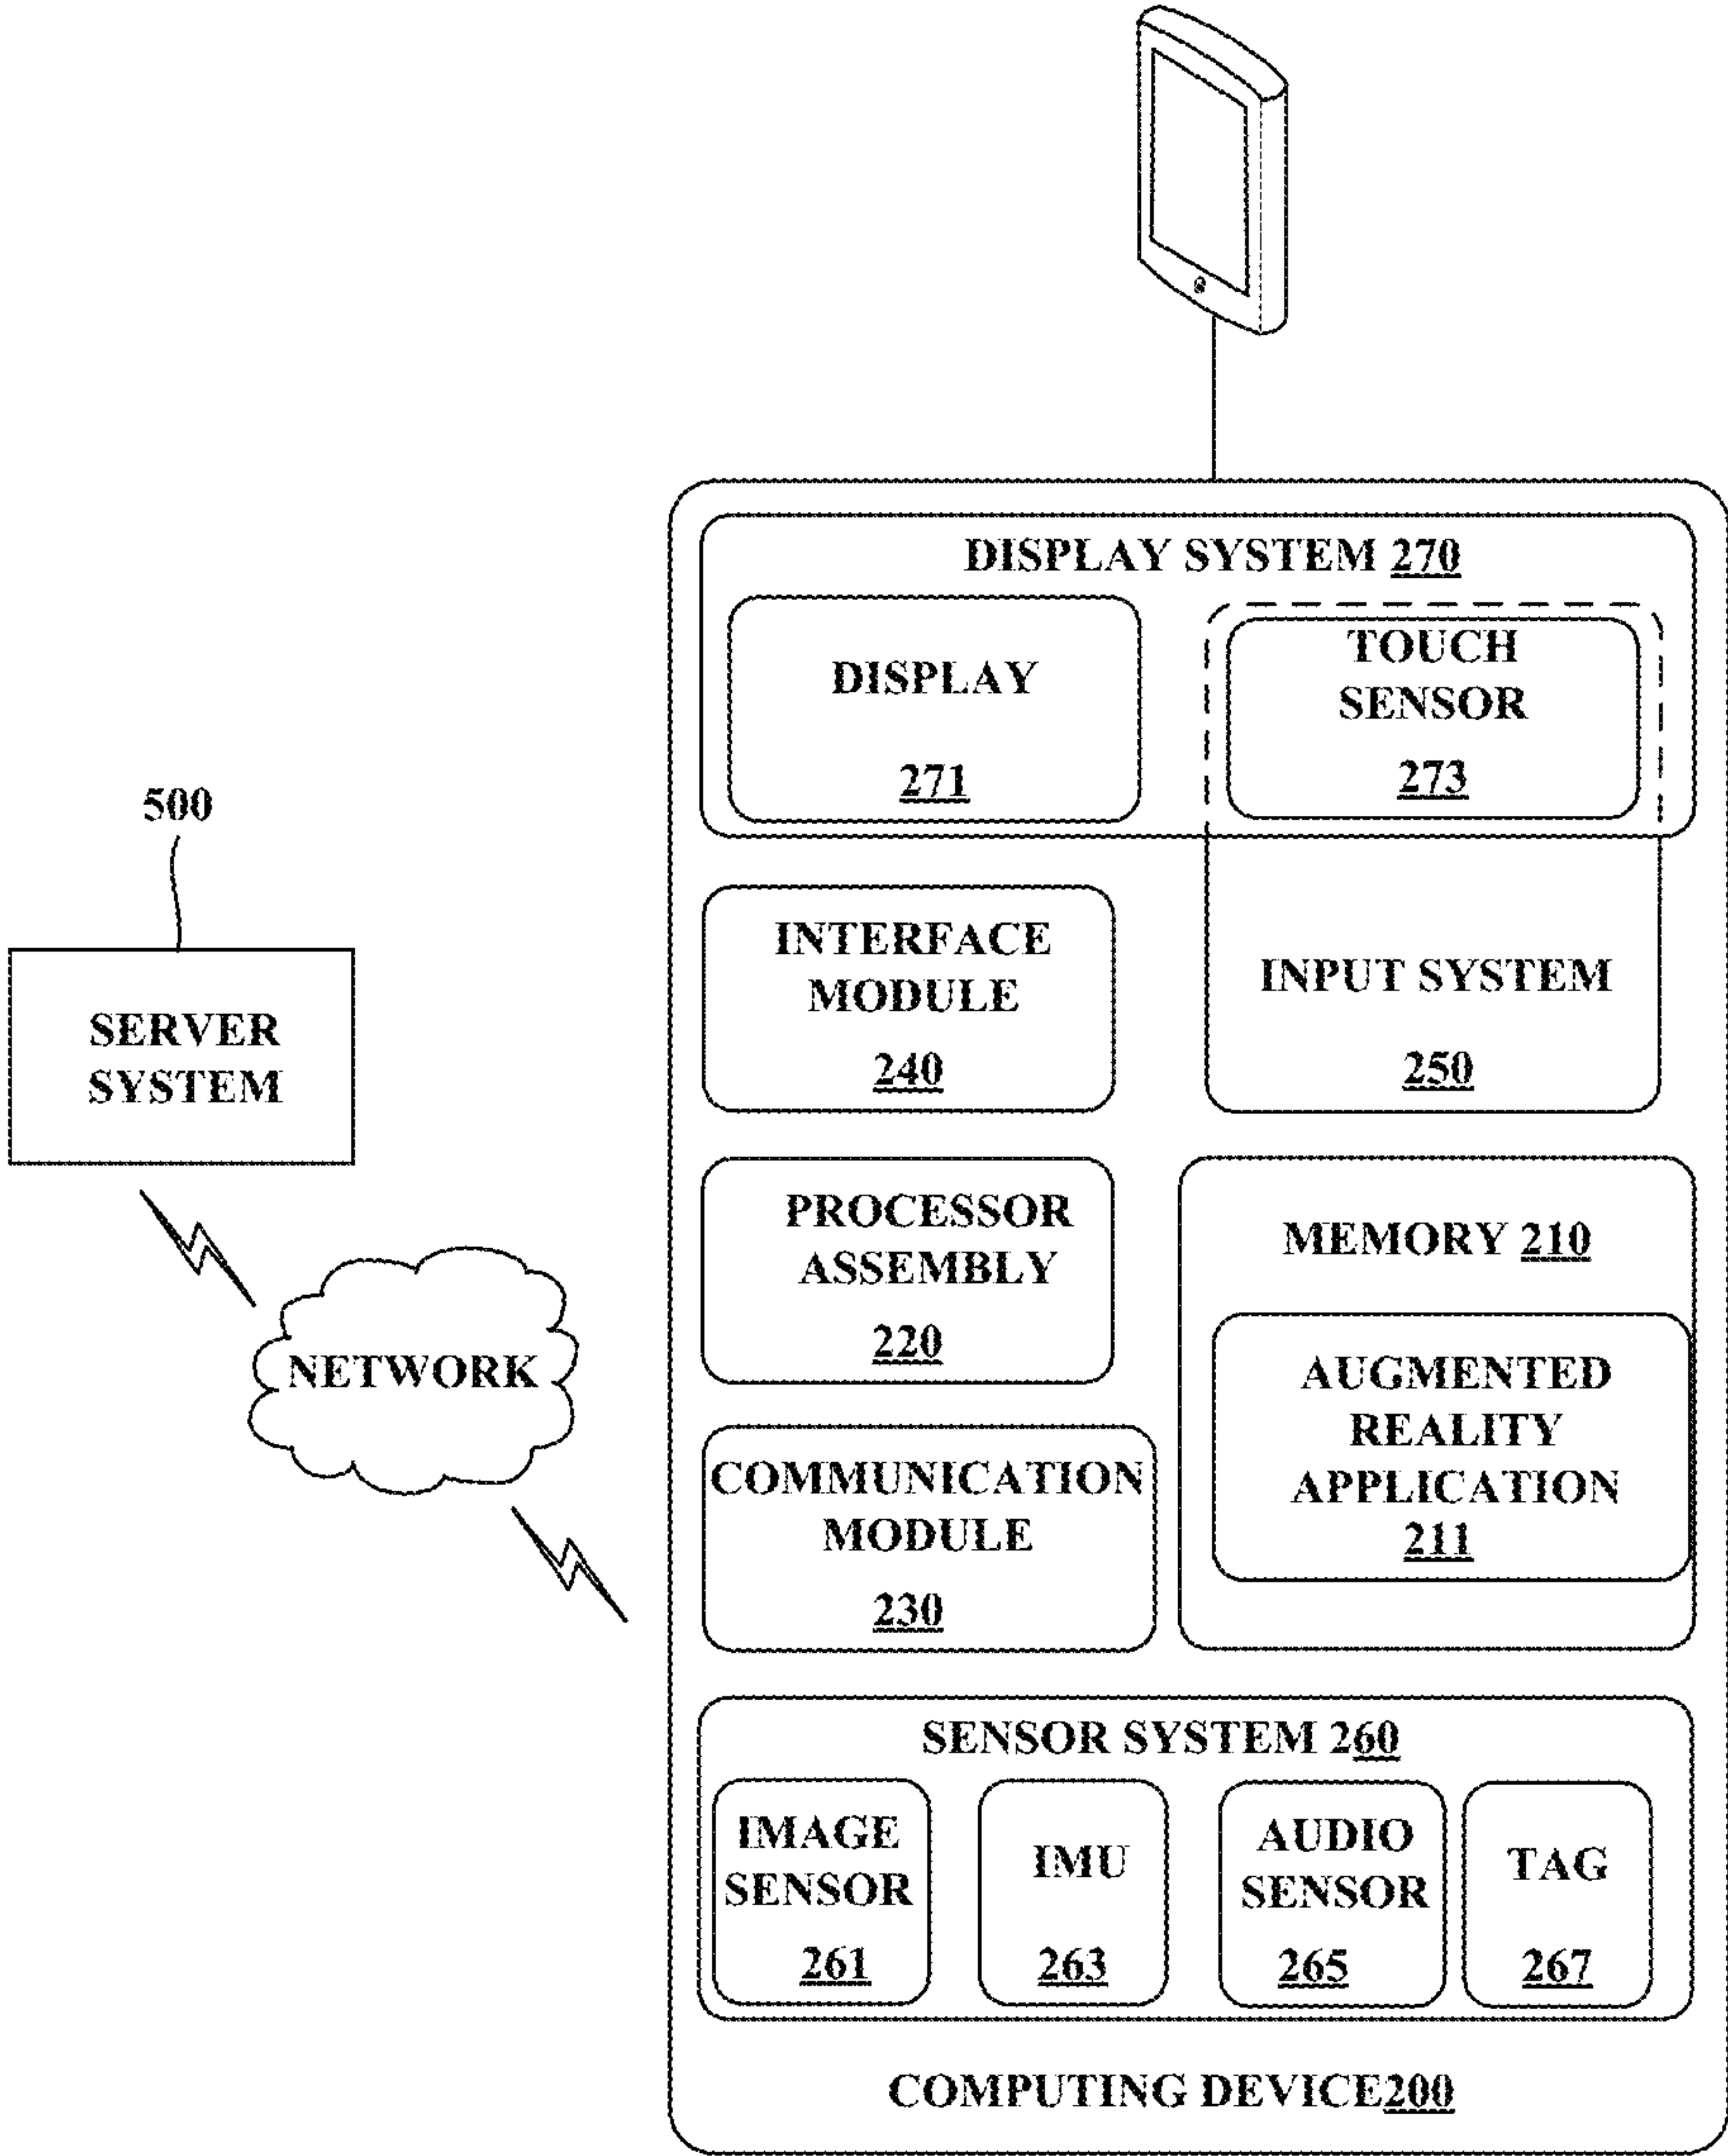 DISPLAY SYSTEM 270
DISPLAY
271
TOUCH
SENSOR
273
500
SERVER
SYSTEM
NETWORK
INTERFACE
MODULE
240
INPUT SYSTEM
250
PROCESSOR
ASSEMBLY
220
MEMORY 210
AUGMENTED
REALITY
APPLICATION
211
COMMUNICATION
MODULE
230
SENSOR SYSTEM 260
IMAGE
SENSOR
261
IMU
263
AUDIO
SENSOR
265
TAG
267
COMPUTING DEVICE200